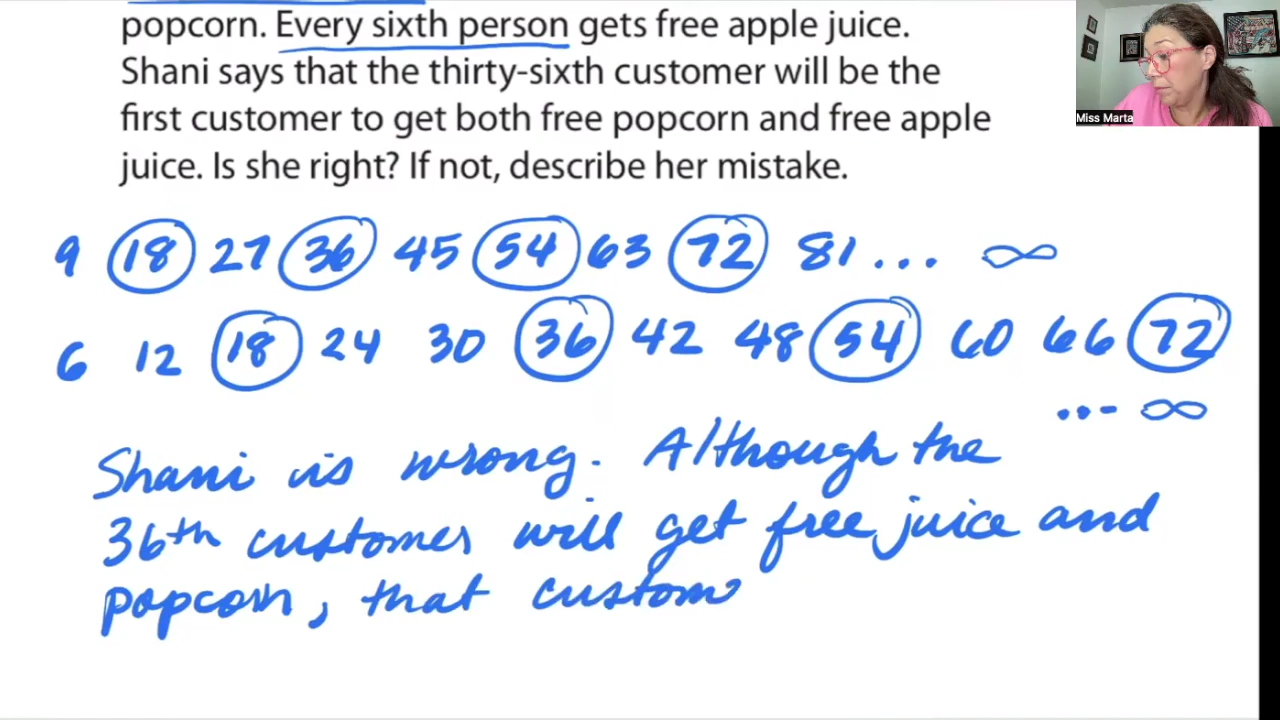 popcorn. Every sixth person gets free apple juice.
Miss Marta
Shani says that the thirty-sixth customer will be the
first customer to get both free popcorn and free apple
juice. Is she right? If not, describe her mistake.
9 18 27 36 45 54 63 72 81 ... ∞
6 12 18 24 30 36 42 48 54 60 66 72
... ∞
Shani is wrong. Although the
36th customer will get free juice and
popcorn, that custom